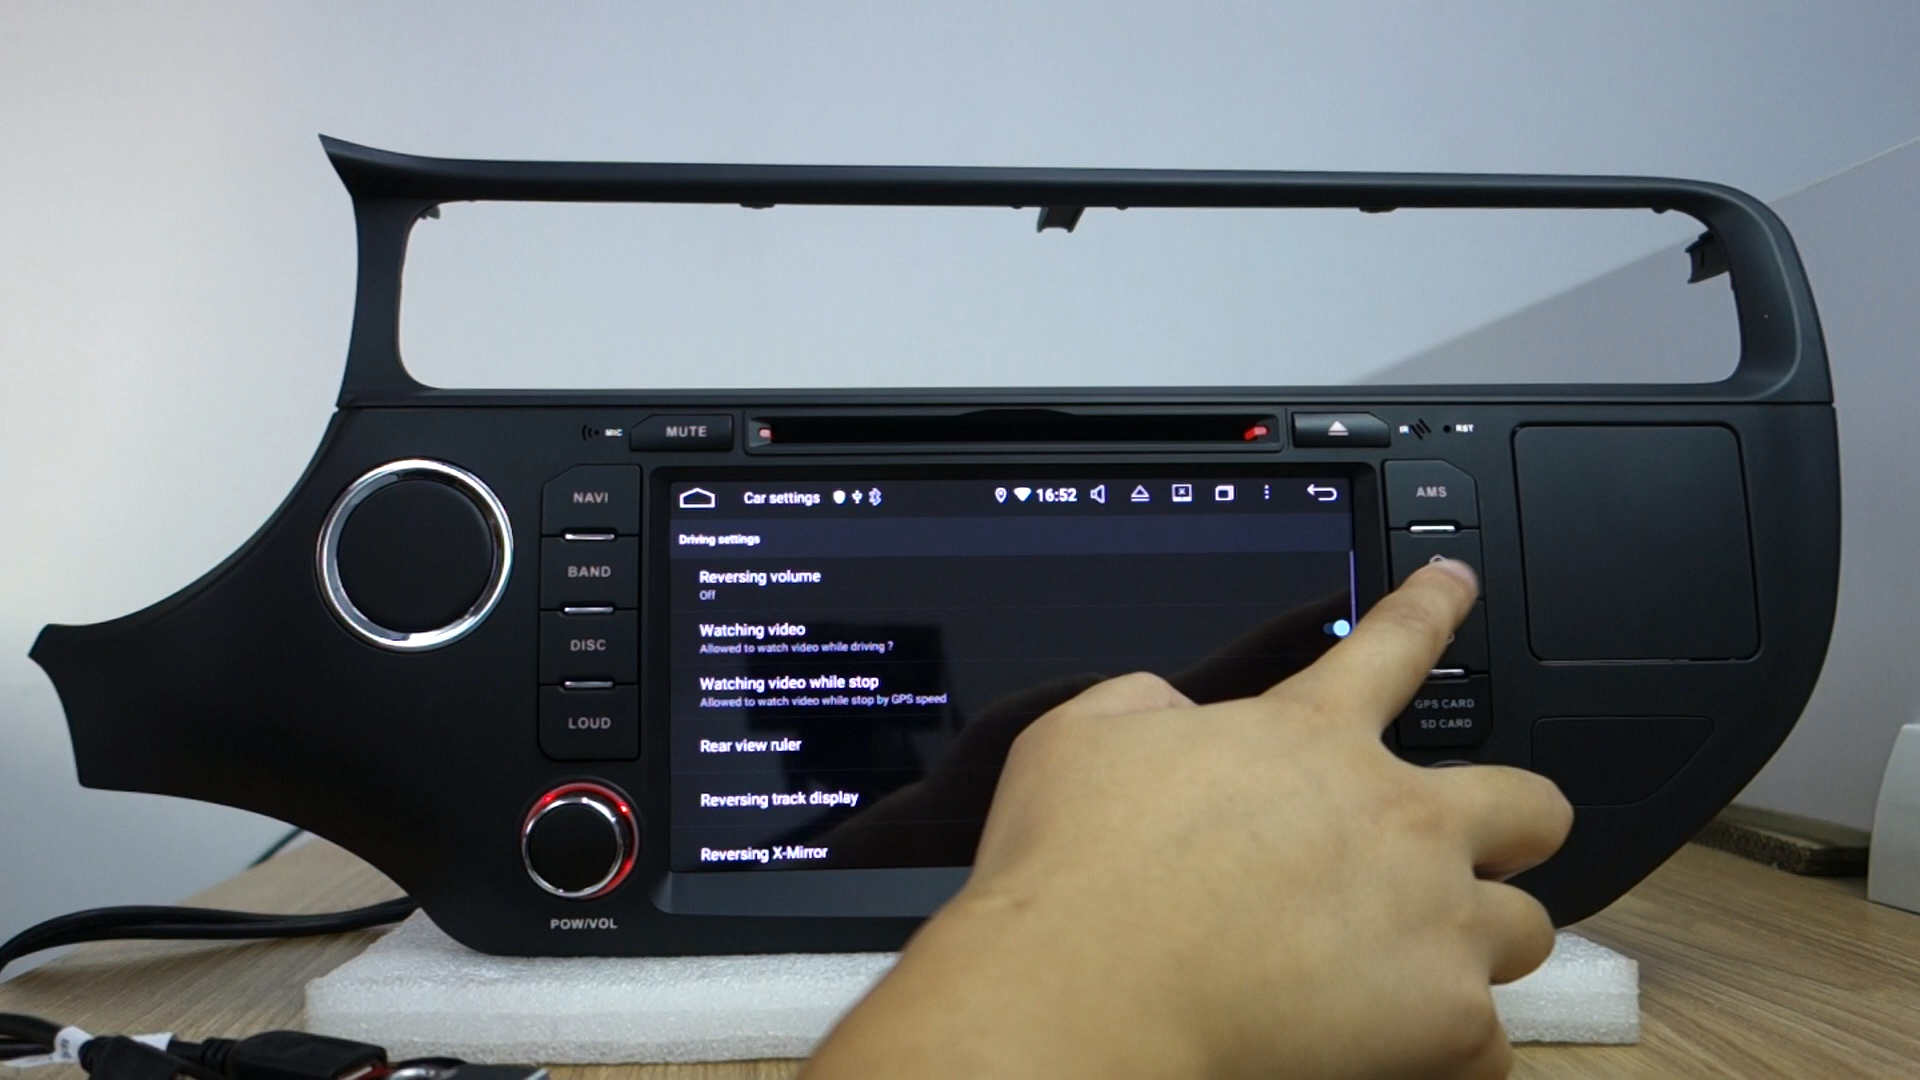 MIC
MUTE
IR
RST
NAVI
BAND
DISC
LOUD
POW/VOL
Car settings
16:52
Driving settings
Reversing volume
Off
Watching video
Allowed to watch video while driving ?
Watching video while stop
Allowed to watch video while stop by GPS speed
Rear view ruler
Reversing track display
Reversing X-Mirror
AMS
GPS CARD
SD CARD